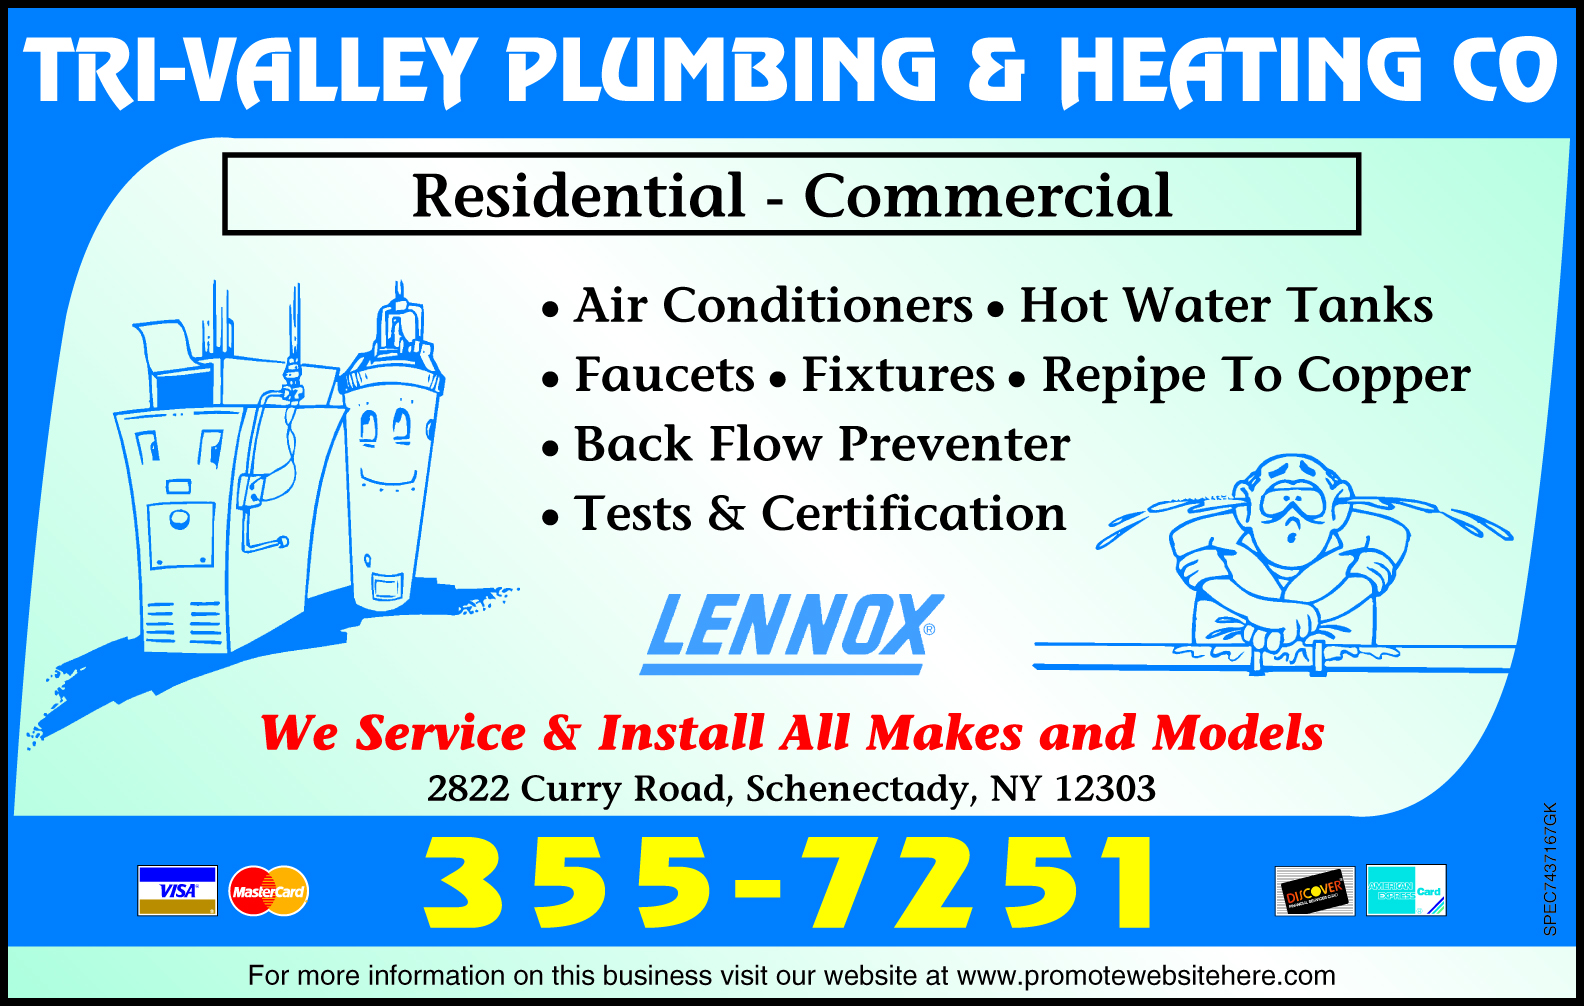 TRI-VALLEY PLUMBING & HEATING CO
Residential - Commercial
• Air Conditioners • Hot Water Tanks
• Faucets • Fixtures • Repipe To Copper
• Back Flow Preventer
• Tests & Certification
LENNOX®
We Service & Install All Makes and Models
2822 Curry Road, Schenectady, NY 12303
355-7251
VISA
MasterCard
DISCOVER
AMERICAN EXPRESS Card
SPEC7437167GK
For more information on this business visit our website at www.promotewebsitehere.com